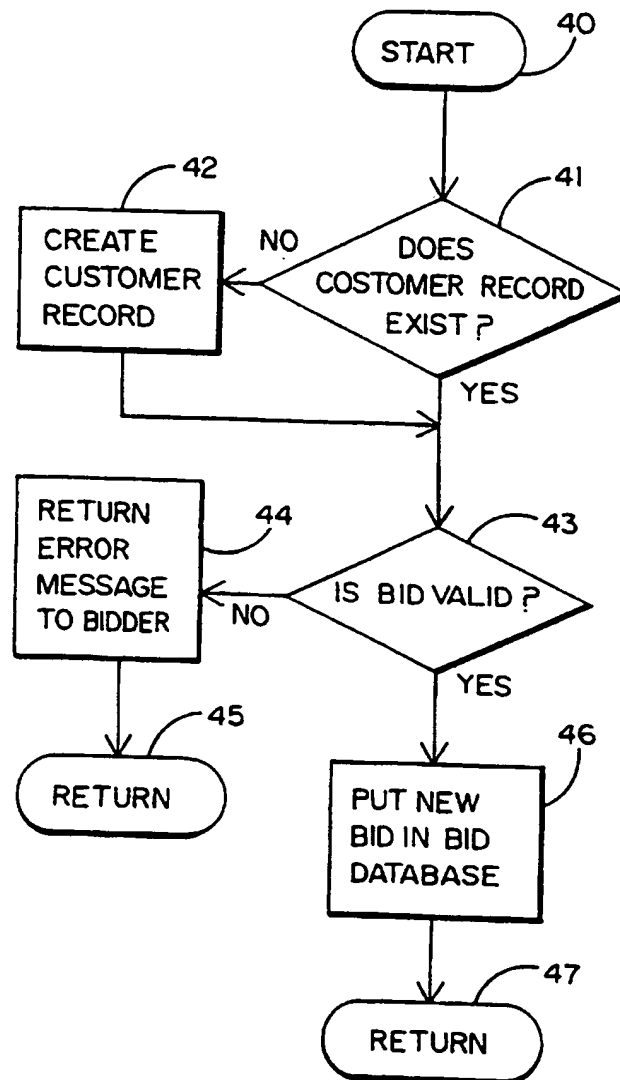 START
40
42
41
CREATE
CUSTOMER
RECORD
NO
DOES
COSTOMER RECORD
EXIST ?
YES
RETURN
ERROR
MESSAGE
TO BIDDER
44
43
NO
IS BID VALID ?
YES
45
RETURN
46
PUT NEW
BID IN BID
DATABASE
47
RETURN